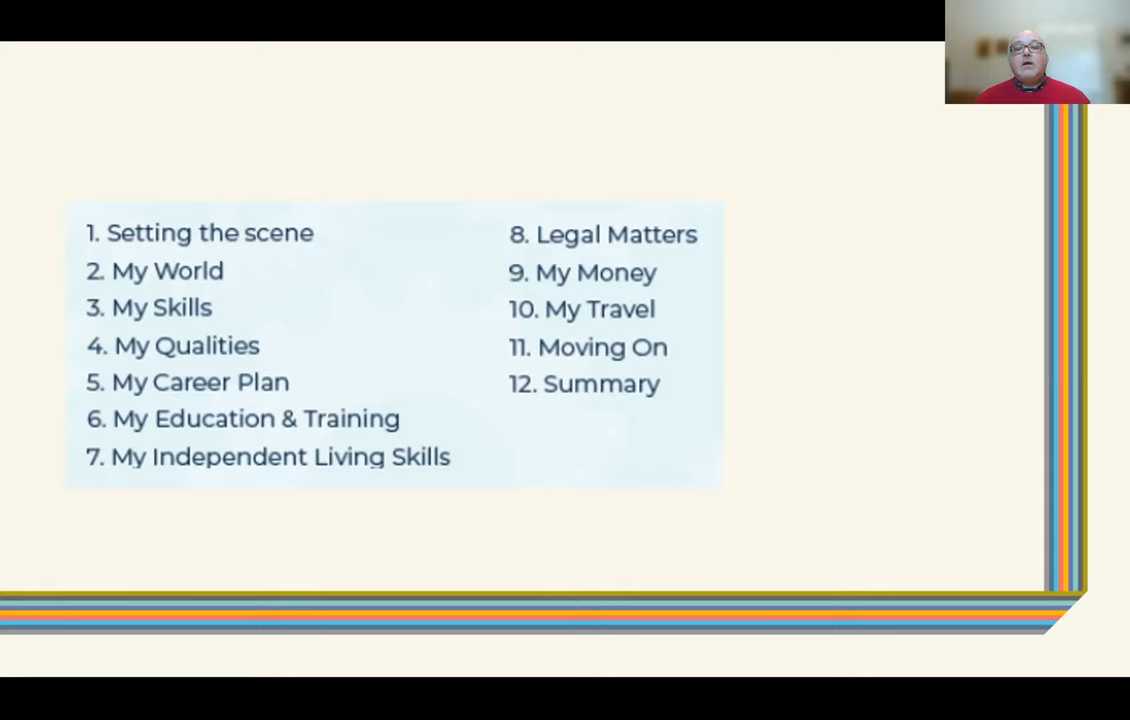 1. Setting the scene
2. My World
3. My Skills
4. My Qualities
5. My Career Plan
6. My Education & Training
7. My Independent Living Skills
8. Legal Matters
9. My Money
10. My Travel
11. Moving On
12. Summary